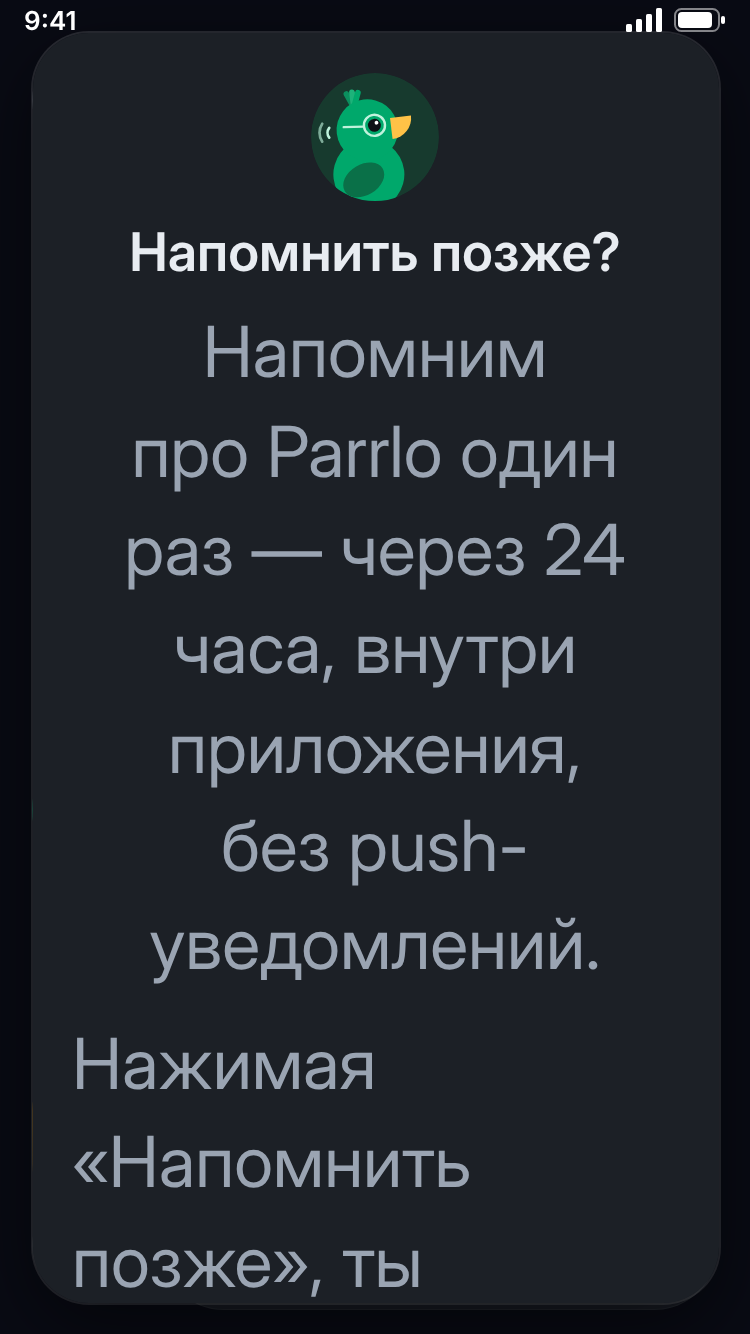 9:41
Напомнить позже?
Напомним
про Parrlo один
раз — через 24
часа, внутри
приложения,
без push-
уведомлений.
Нажимая
«Напомнить
позже», ты